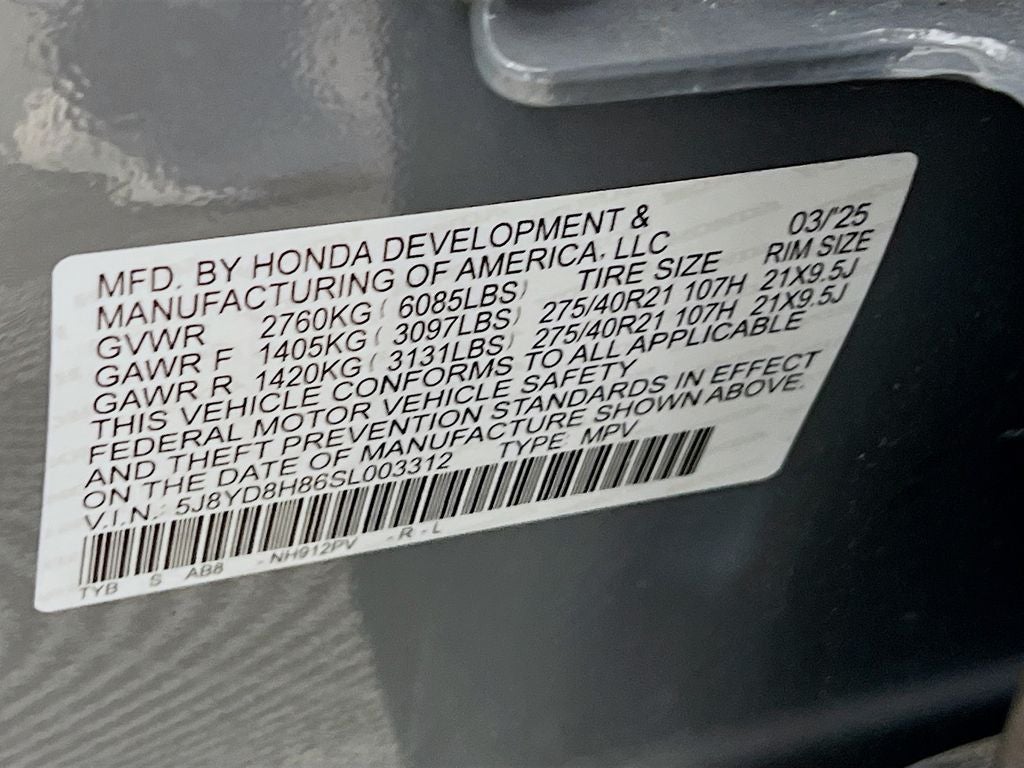 MFD. BY HONDA DEVELOPMENT & 03/'25
MANUFACTURING OF AMERICA, LLC
GVWR 2760KG ( 6085LBS) TIRE SIZE RIM SIZE
GAWR F 1405KG ( 3097LBS) 275/40R21 107H 21X9.5J
GAWR R 1420KG ( 3131LBS) 275/40R21 107H 21X9.5J
THIS VEHICLE CONFORMS TO ALL APPLICABLE
FEDERAL MOTOR VEHICLE SAFETY
AND THEFT PREVENTION STANDARDS IN EFFECT
ON THE DATE OF MANUFACTURE SHOWN ABOVE.
V.I.N.: 5J8YD8H86SL003312 TYPE: MPV
TYB S AB8 - NH912PV - R - L